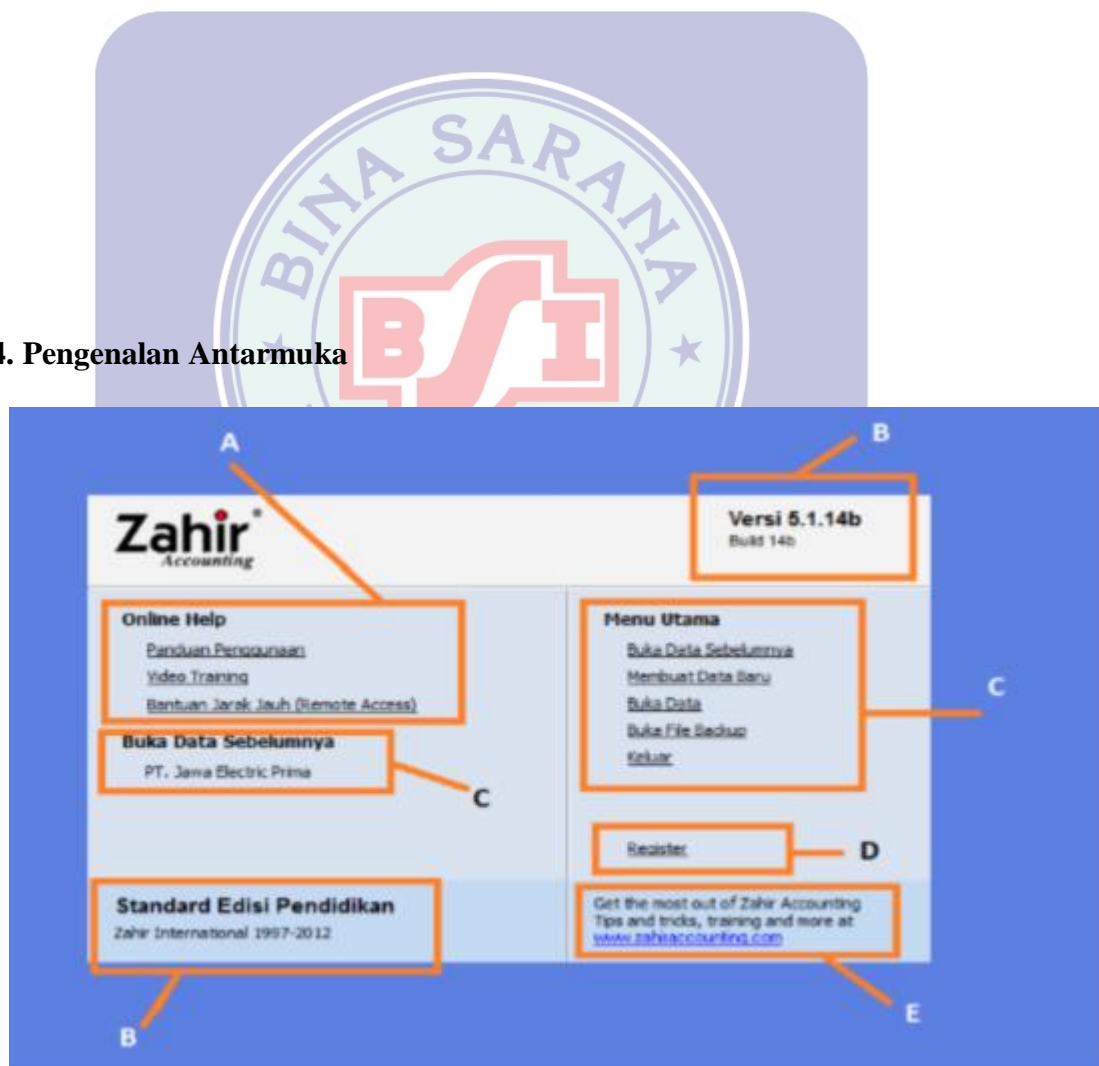 BINA SARANA
BSI
4. Pengenalan Antarmuka
A
B
Zahir
Accounting
Versi 5.1.14b
Build 14b
Online Help
Panduan Penggunaan
Video Training
Bantuan Jarak Jauh (Remote Access)
Buka Data Sebelumnya
PT. Jawa Electric Prima
C
Menu Utama
Buka Data Sebelumnya
Membuat Data Baru
Buka Data
Buka File Backup
Keluar
C
Register
D
Standard Edisi Pendidikan
Zahir International 1997-2012
Get the most out of Zahir Accounting
Tips and tricks, training and more at
www.zahiraccounting.com
B
E